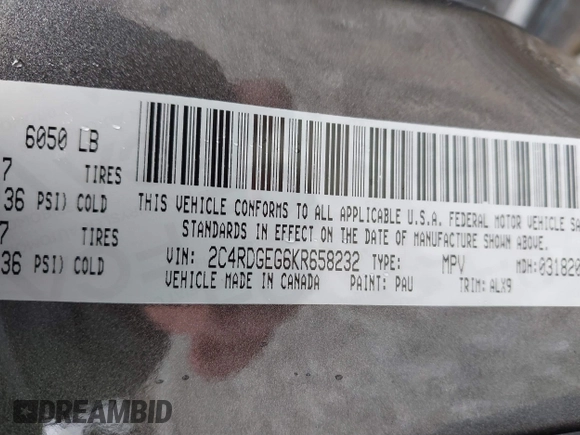 6050 LB
7 TIRES
36 PSI) COLD
7 TIRES
36 PSI) COLD
THIS VEHICLE CONFORMS TO ALL APPLICABLE U.S.A. FEDERAL MOTOR VEHICLE SA
STANDARDS IN EFFECT ON THE DATE OF MANUFACTURE SHOWN ABOVE.
VIN: 2C4RDGEG6KR658232 TYPE: MPV MDH:031820
VEHICLE MADE IN CANADA PAINT: PAU TRIM: ALX9
DREAMBID